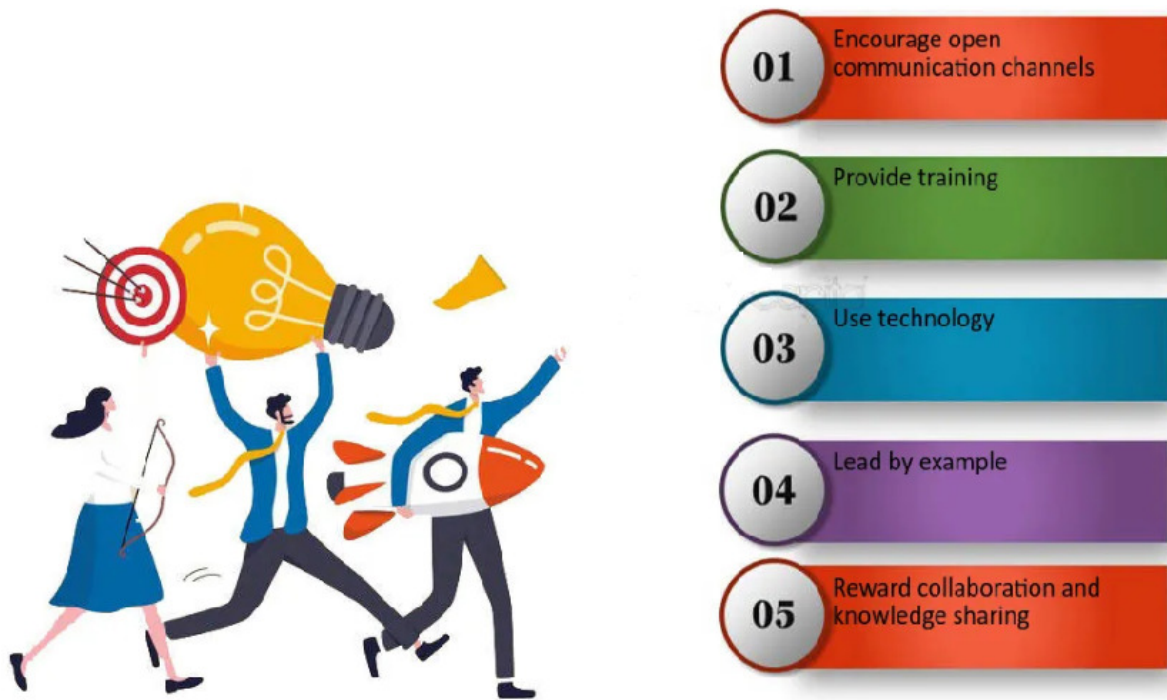 01
Encourage open
communication channels
02
Provide training
03
Use technology
04
Lead by example
05
Reward collaboration and
knowledge sharing